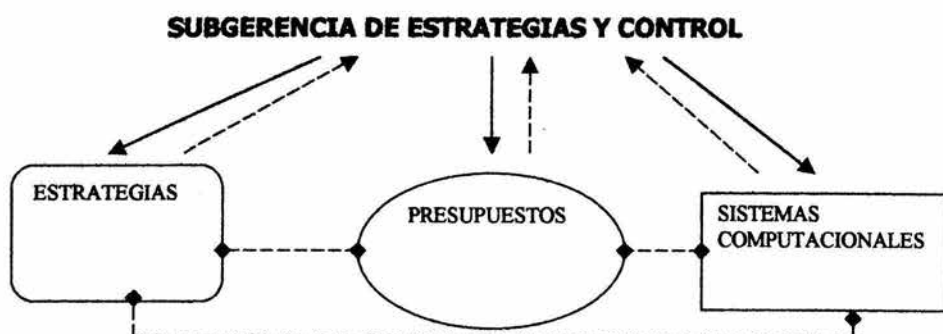 SUBGERENCIA DE ESTRATEGIAS Y CONTROL
ESTRATEGIAS
PRESUPUESTOS
SISTEMAS
COMPUTACIONALES